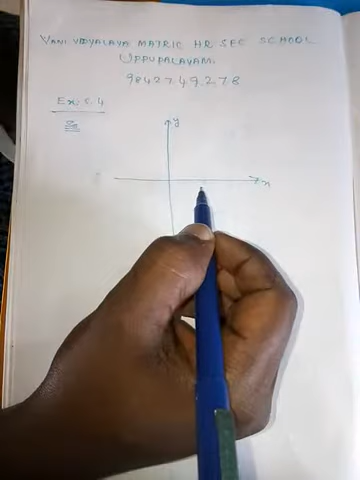 VANI VIDYALAYA MATRIC HR SEC SCHOOL
UPPUPALAYAM.
9842749278
Ex: 5.4
y
x